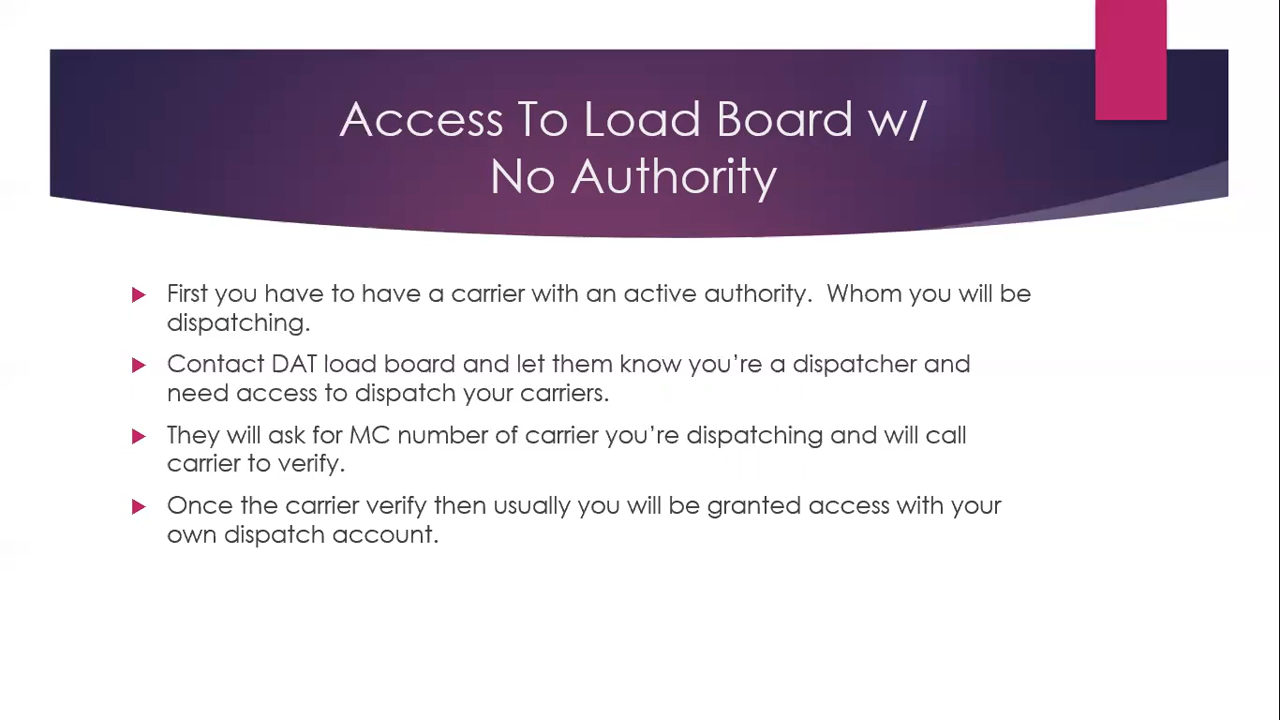 Access To Load Board w/
No Authority
First you have to have a carrier with an active authority.  Whom you will be
dispatching.
Contact DAT load board and let them know you’re a dispatcher and
need access to dispatch your carriers.
They will ask for MC number of carrier you’re dispatching and will call
carrier to verify.
Once the carrier verify then usually you will be granted access with your
own dispatch account.